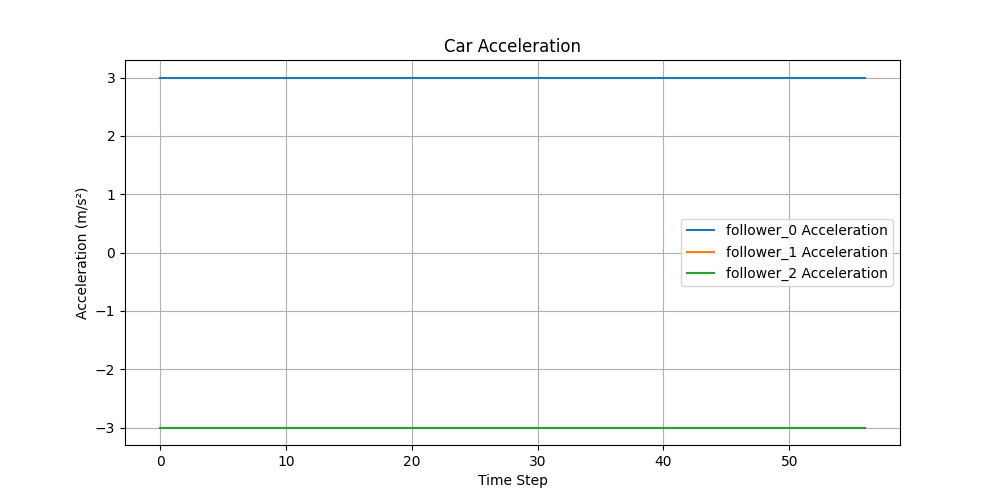 Car Acceleration
3
2
1
0
−1
−2
−3
Acceleration (m/s²)
follower_0 Acceleration
follower_1 Acceleration
follower_2 Acceleration
0 10 20 30 40 50
Time Step